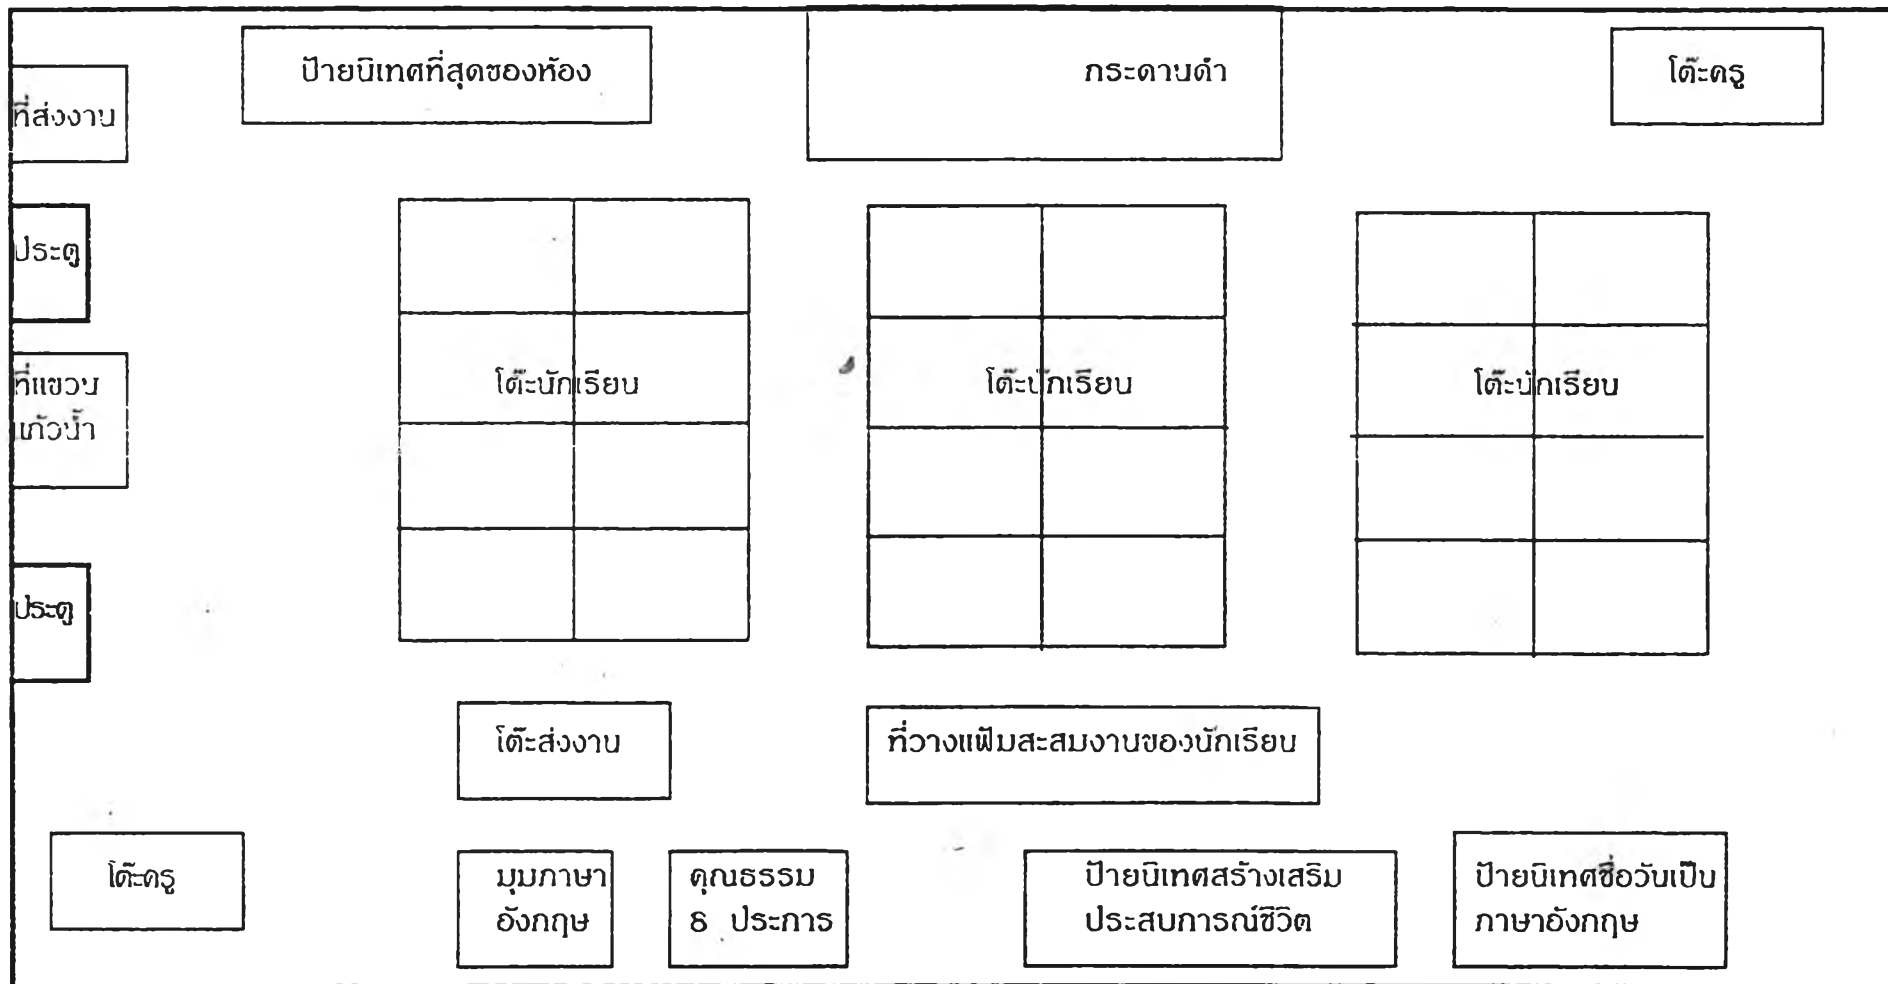 ป้ายนิเทศที่สุดของห้อง
กระดานดำ
โต๊ะครู
ที่ส่งงาน
ประตู
ที่แขวน
แก้วน้ำ
โต๊ะนักเรียน
โต๊ะนักเรียน
โต๊ะนักเรียน
ประตู
โต๊ะส่งงาน
ที่วางแฟ้มสะสมงานของนักเรียน
โต๊ะครู
มุมภาษา
อังกฤษ
คุณธรรม
8 ประการ
ป้ายนิเทศสร้างเสริม
ประสบการณ์ชีวิต
ป้ายนิเทศชื่อวันเป็น
ภาษาอังกฤษ